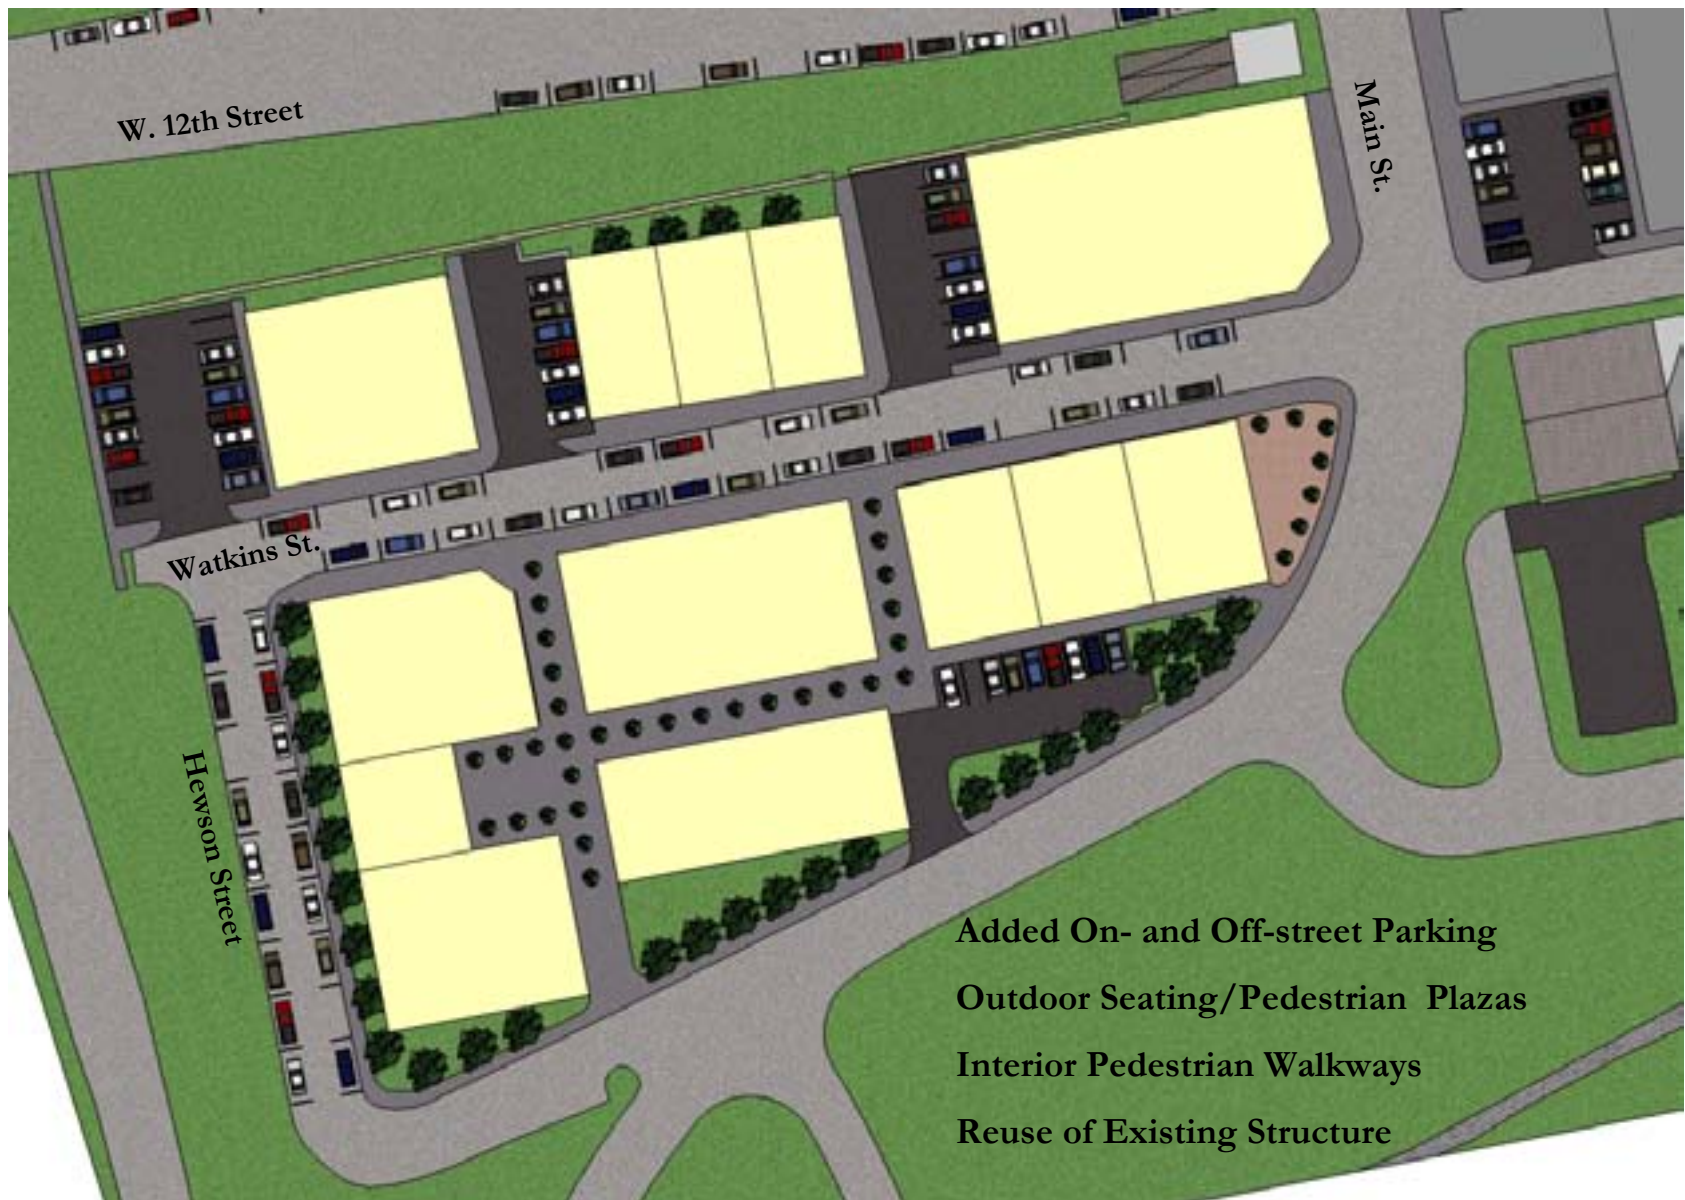 W. 12th Street
Main St.
Watkins St.
Hewson Street
Added On- and Off-street Parking
Outdoor Seating/Pedestrian Plazas
Interior Pedestrian Walkways
Reuse of Existing Structure